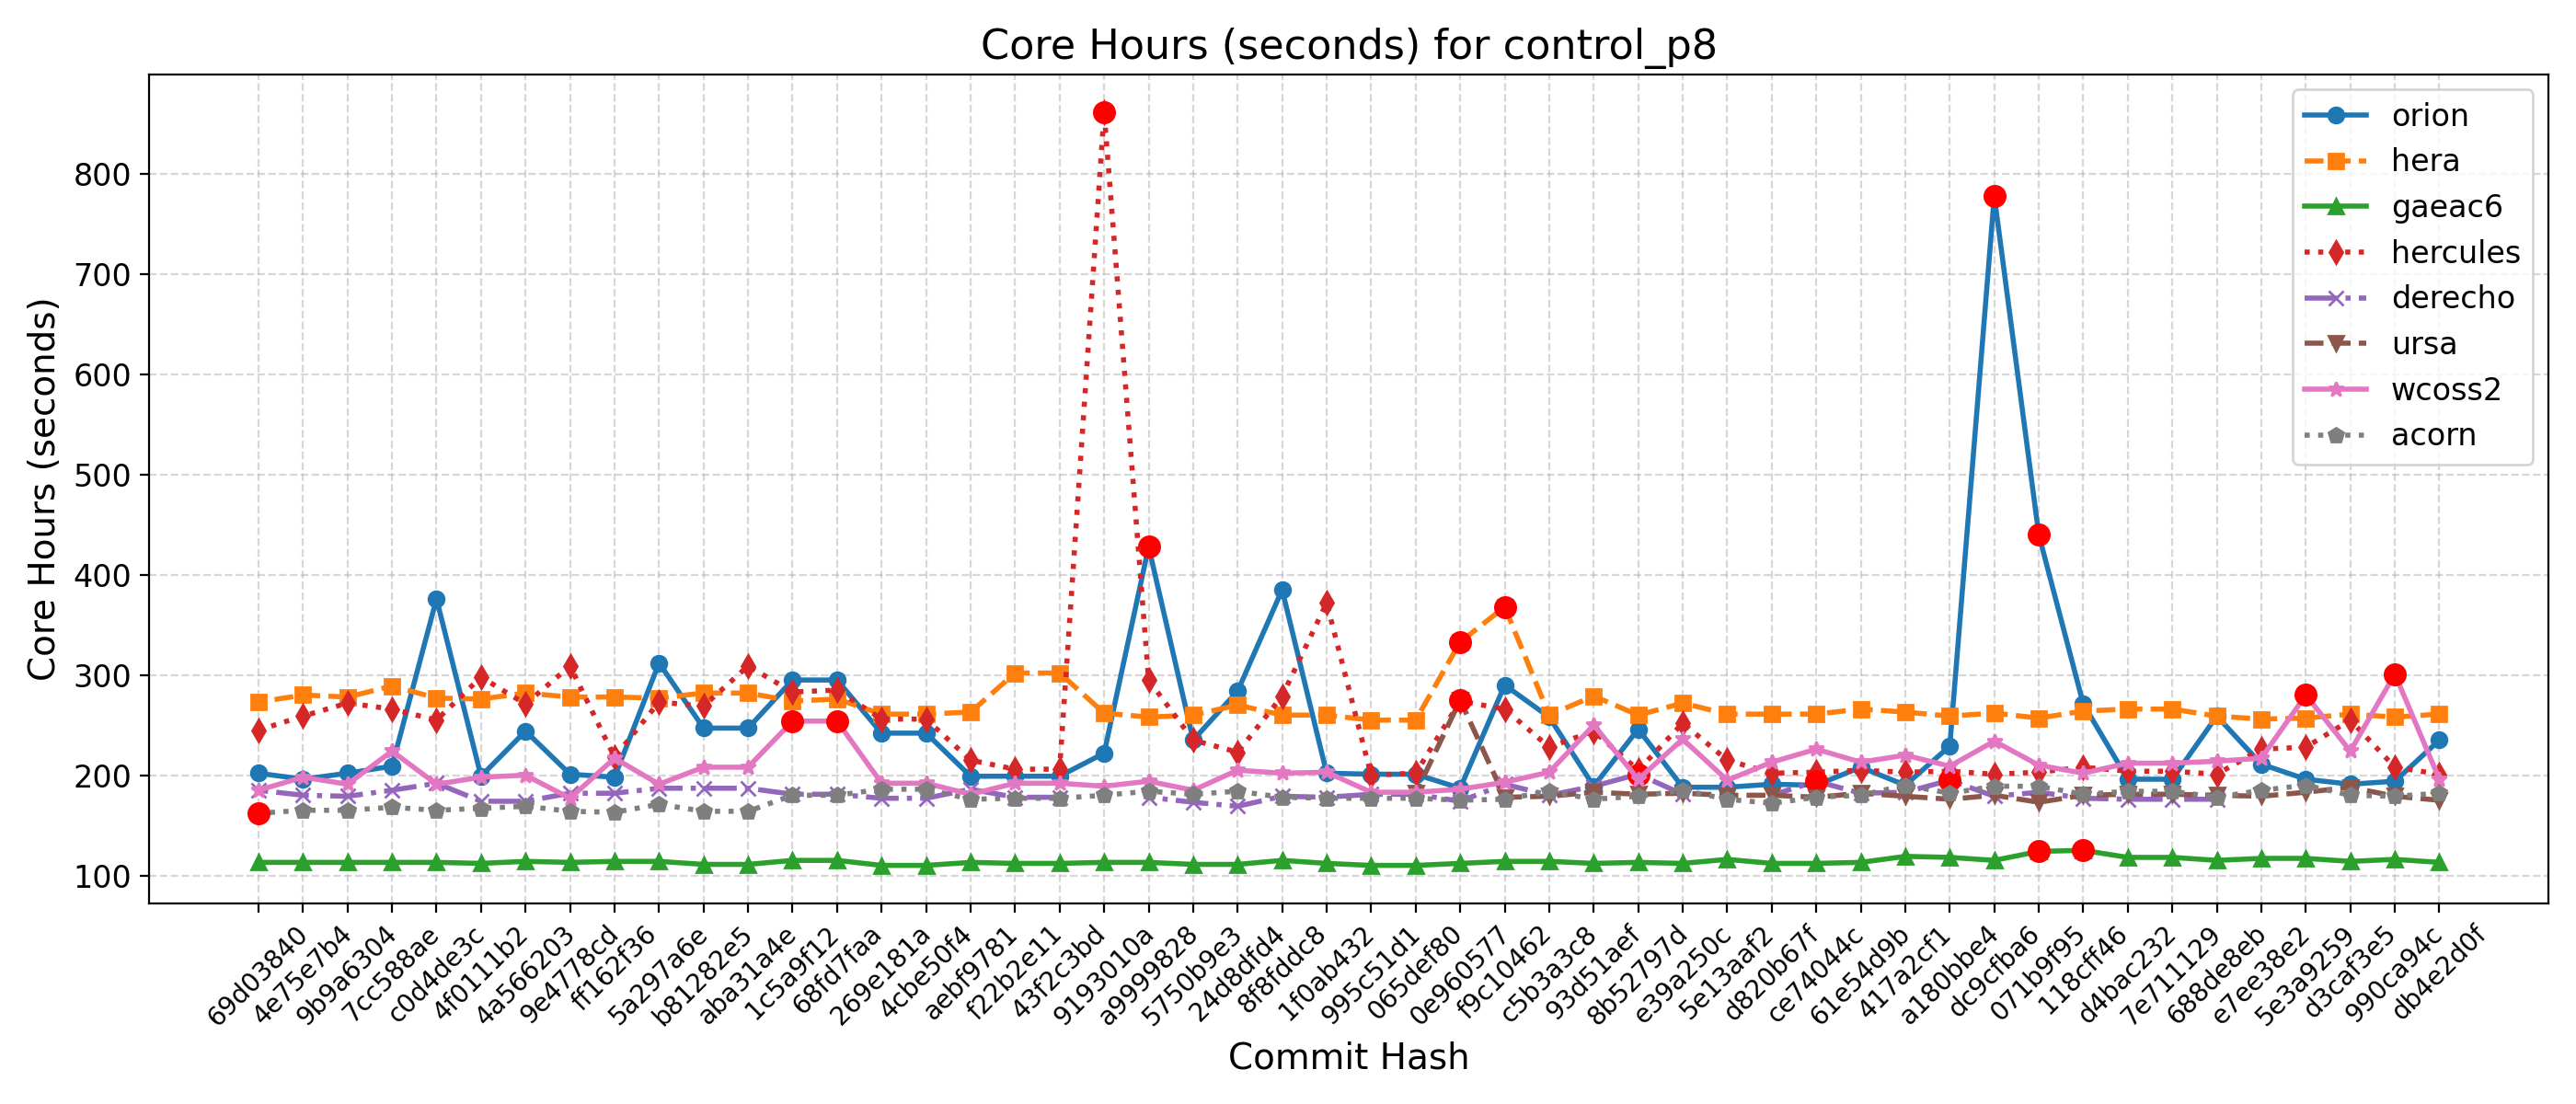 Core Hours (seconds) for control_p8
Core Hours (seconds)
800
700
600
500
400
300
200
100
orion
hera
gaeac6
hercules
derecho
ursa
wcoss2
acorn
69d03840
4e75e7b4
9b9a6304
7cc588ae
c0d4de3c
4f0111b2
4a566203
9e4778cd
ff162f36
5a297a6e
b81282e5
aba31a4e
1c5a9f12
68fd7faa
269e181a
4cbe50f4
aebf9781
f22b2e11
43f2c3bd
9193010a
a9999828
5750b9e3
24d8dfd4
8f8fddc8
1f0ab432
995c51d1
065def80
0e960577
f9c10462
c5b3a3c8
93d51aef
8b52797d
e39a250c
5e13aaf2
d820b67f
ce74044c
61e54d9b
417a2cf1
a180bbe4
dc9cfba6
071b9f95
118cff46
d4bac232
7e711129
688de8eb
e7ee38e2
5e3a9259
d3caf3e5
990ca94c
db4e2d0f
Commit Hash